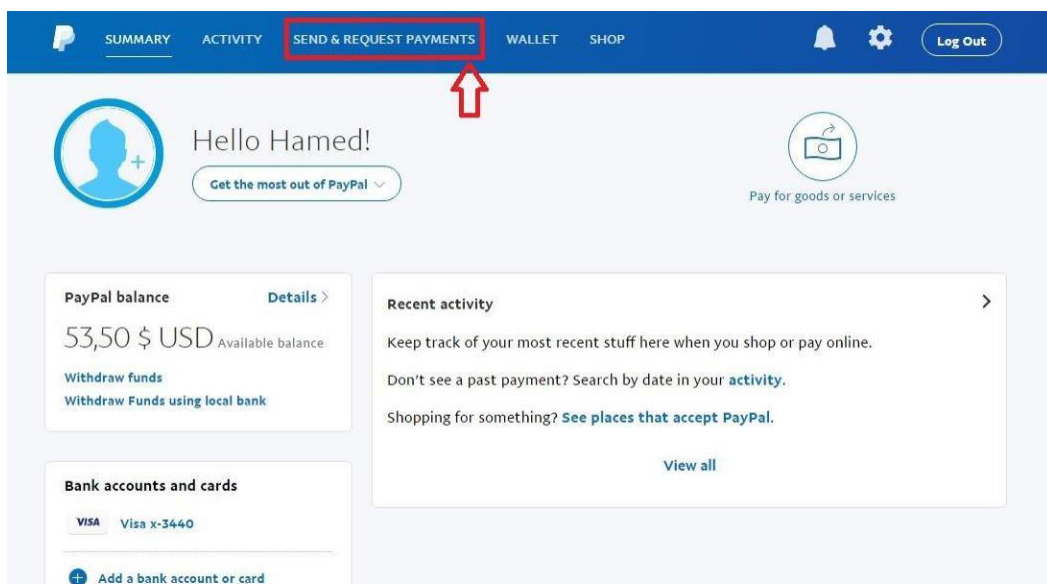 SUMMARY ACTIVITY SEND & REQUEST PAYMENTS WALLET SHOP Log Out
Hello Hamed!
Get the most out of PayPal
Pay for goods or services
PayPal balance Details >
53,50 $ USD Available balance
Withdraw funds
Withdraw Funds using local bank
Recent activity >
Keep track of your most recent stuff here when you shop or pay online.
Don't see a past payment? Search by date in your activity.
Shopping for something? See places that accept PayPal.
View all
Bank accounts and cards
VISA Visa x-3440
Add a bank account or card